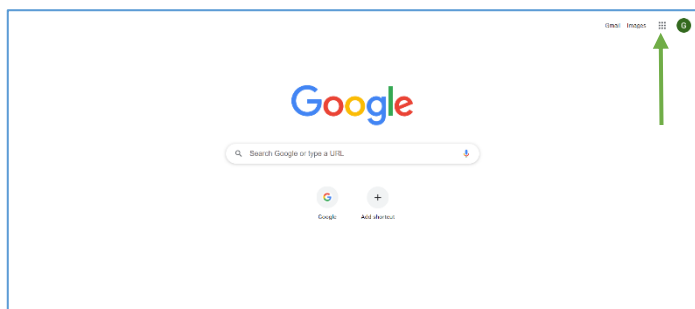 Gmail Images
G
Google
Search Google or type a URL
G
Google Add shortcut